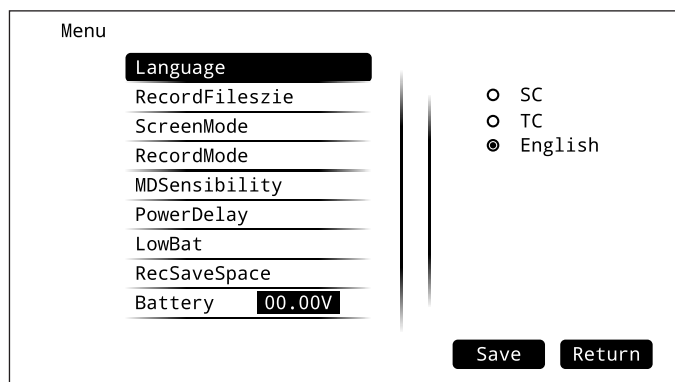 Menu
Language
RecordFileszie
ScreenMode
RecordMode
MDSensibility
PowerDelay
LowBat
RecSaveSpace
Battery 00.00V
SC
TC
English
Save Return